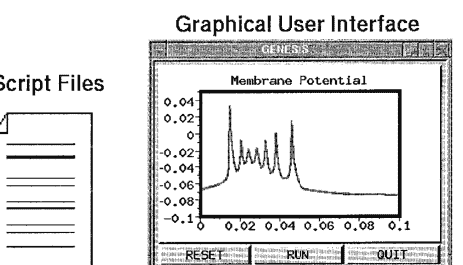 Graphical User Interface
Script Files
GENESIS
Membrane Potential
0.04
0.02
0
-0.02
-0.04
-0.06
-0.08
-0.1
0 0.02 0.04 0.06 0.08 0.1
RESET RUN QUIT